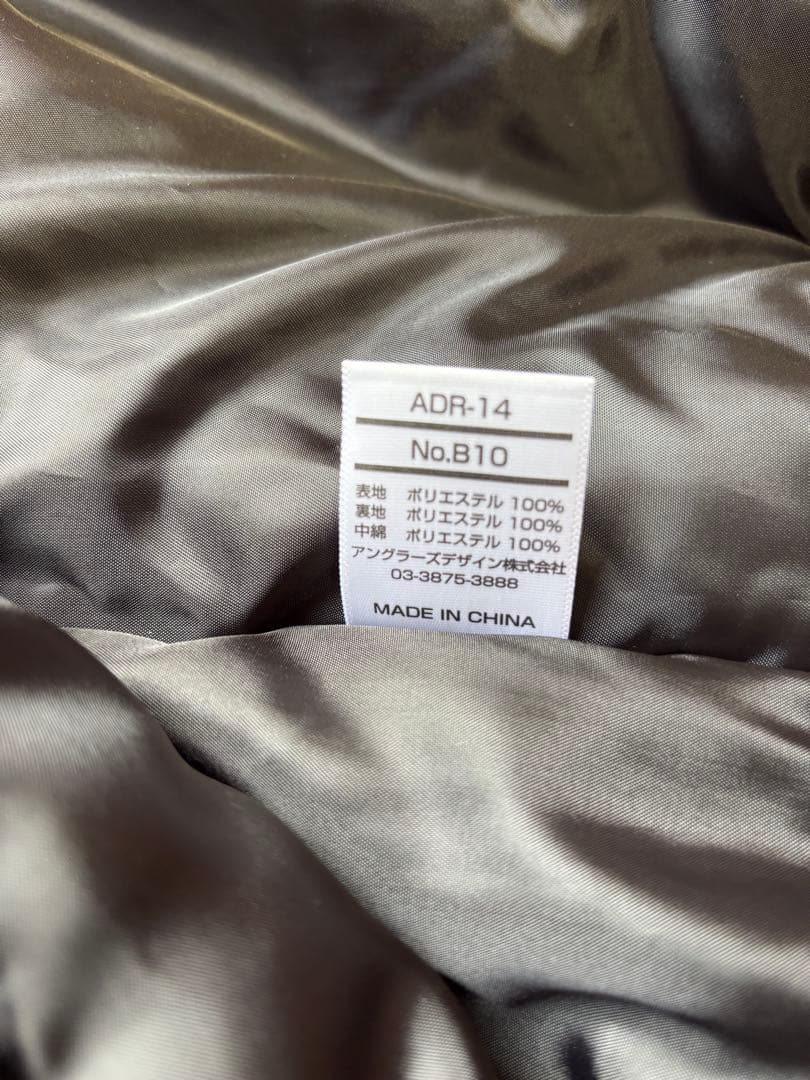 ADR-14
No.B10
表地 ポリエステル 100%
裏地 ポリエステル 100%
中綿 ポリエステル 100%
アングラーズデザイン株式会社
03-3875-3888
MADE IN CHINA